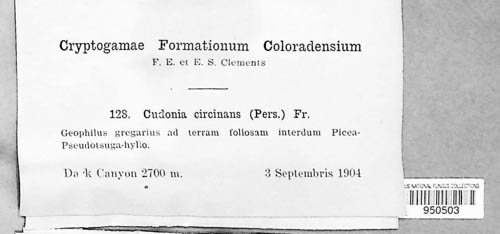 Cryptogamae Formationum Coloradensium
F. E. et E. S. Clements
128. Cudonia circinans (Pers.) Fr.
Geophilus gregarius ad terram foliosam interdum Picea-
Pseudotsuga-hylio.
Da k Canyon 2700 m. 3 Septembris 1904
US NATIONAL FUNGUS COLLECTIONS
950503